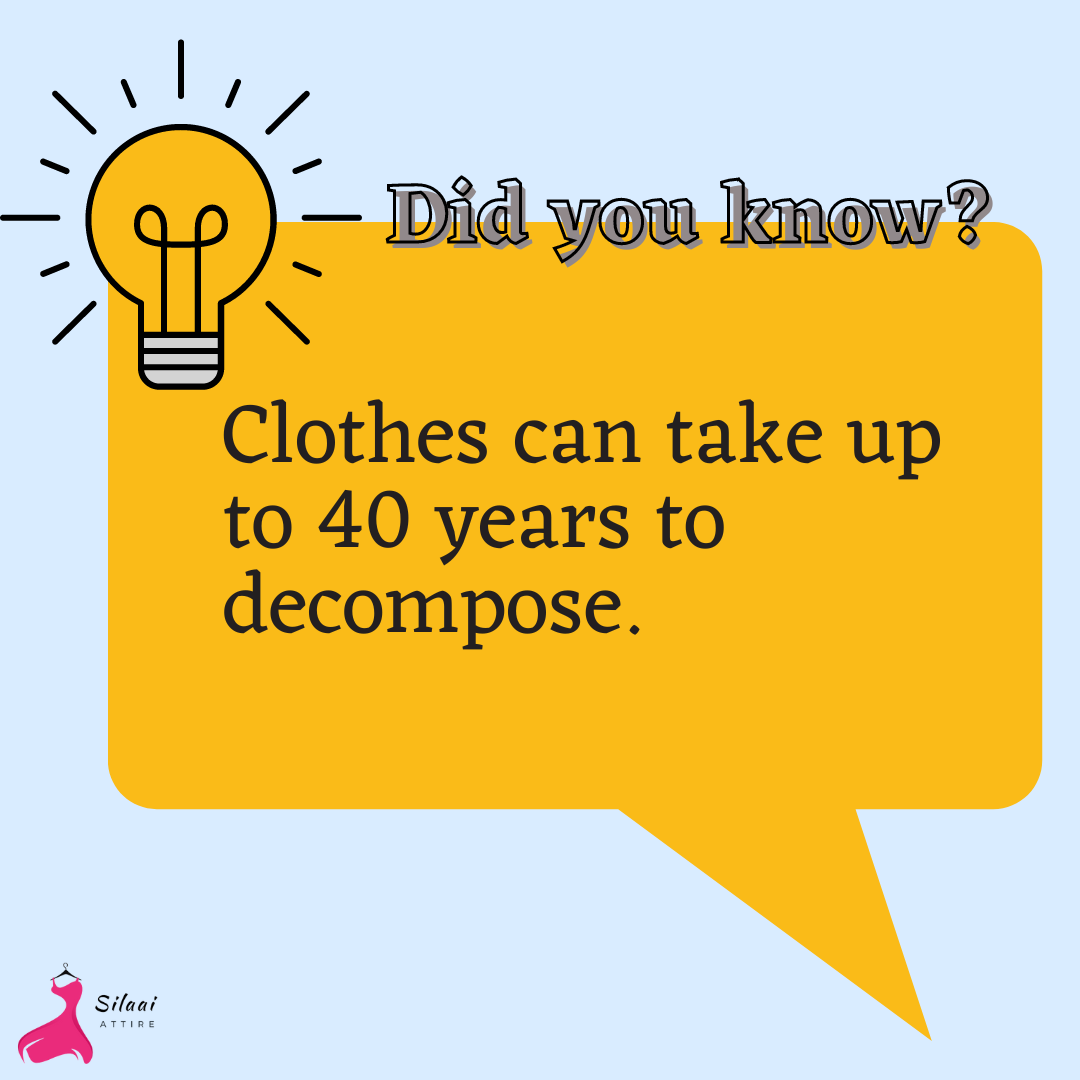 Did you know?
Clothes can take up
to 40 years to
decompose.
Silaai
ATTIRE